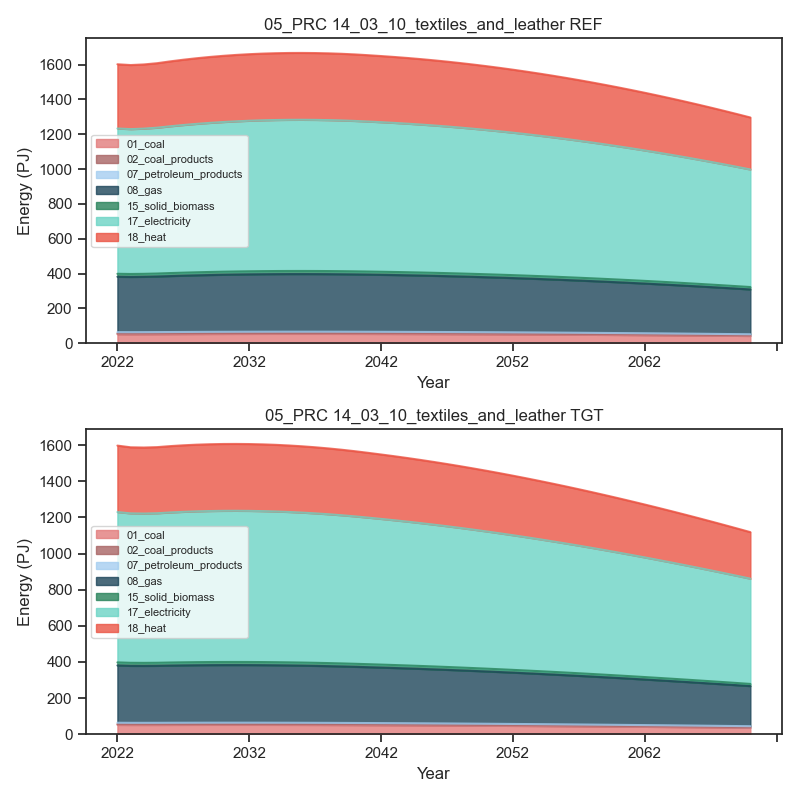 05_PRC 14_03_10_textiles_and_leather REF
Energy (PJ)
1600
1400
1200
1000
800
600
400
200
0
01_coal
02_coal_products
07_petroleum_products
08_gas
15_solid_biomass
17_electricity
18_heat
2022 2032 2042 2052 2062
Year
05_PRC 14_03_10_textiles_and_leather TGT
Energy (PJ)
1600
1400
1200
1000
800
600
400
200
0
01_coal
02_coal_products
07_petroleum_products
08_gas
15_solid_biomass
17_electricity
18_heat
2022 2032 2042 2052 2062
Year